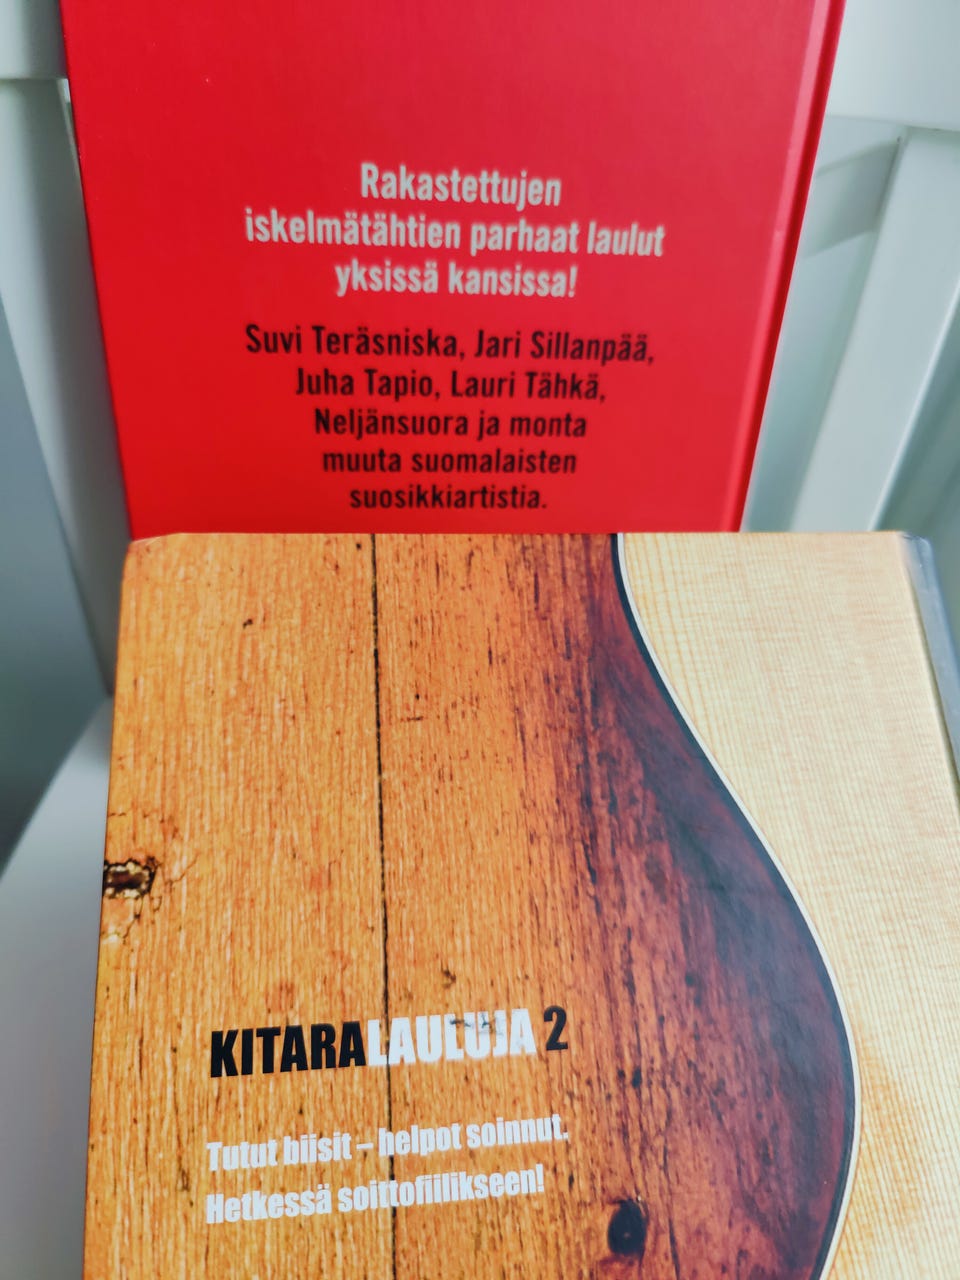 Rakastettujen
iskelmätähtien parhaat laulut
yksissä kansissa!
Suvi Teräsniska, Jari Sillanpää,
Juha Tapio, Lauri Tähkä,
Neljänsuora ja monta
muuta suomalaisten
suosikkiartistia.
KITARALAULUJA 2
Tutut biisit – helpot soinnut.
Hetkessä soittofiilikseen!